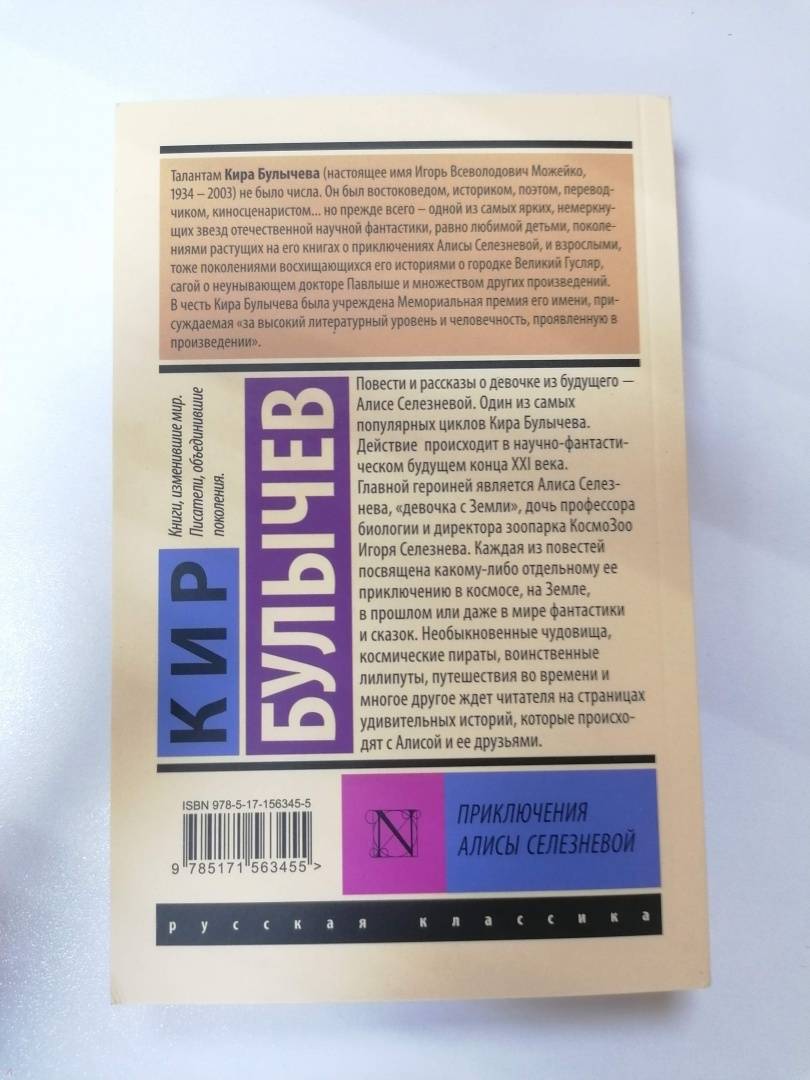 Талантам Кира Булычева (настоящее имя Игорь Всеволодович Можейко,
1934 – 2003) не было числа. Он был востоковедом, историком, поэтом, перевод-
чиком, киносценаристом... но прежде всего – одной из самых ярких, немеркну-
щих звезд отечественной научной фантастики, равно любимой детьми, поколе-
ниями растущих на его книгах о приключениях Алисы Селезневой, и взрослыми,
тоже поколениями восхищающихся его историями о городке Великий Гусляр,
сагой о неунывающем докторе Павлыше и множеством других произведений.
В честь Кира Булычева была учреждена Мемориальная премия его имени, при-
суждаемая «за высокий литературный уровень и человечность, проявленную в
произведении».
Книги, изменившие мир.
Писатели, объединившие
поколения.
КИР
БУЛЫЧЕВ
Повести и рассказы о девочке из будущего —
Алисе Селезневой. Один из самых
популярных циклов Кира Булычева.
Действие происходит в научно-фантасти-
ческом будущем конца XXI века.
Главной героиней является Алиса Селез-
нева, «девочка с Земли», дочь профессора
биологии и директора зоопарка КосмоЗоо
Игоря Селезнева. Каждая из повестей
посвящена какому-либо отдельному ее
приключению в космосе, на Земле,
в прошлом или даже в мире фантастики
и сказок. Необыкновенные чудовища,
космические пираты, воинственные
лилипуты, путешествия во времени и
многое другое ждет читателя на страницах
удивительных историй, которые происхо-
дят с Алисой и ее друзьями.
ISBN 978-5-17-156345-5
9 785171 563455 >
N
ПРИКЛЮЧЕНИЯ
АЛИСЫ СЕЛЕЗНЕВОЙ
русская классика